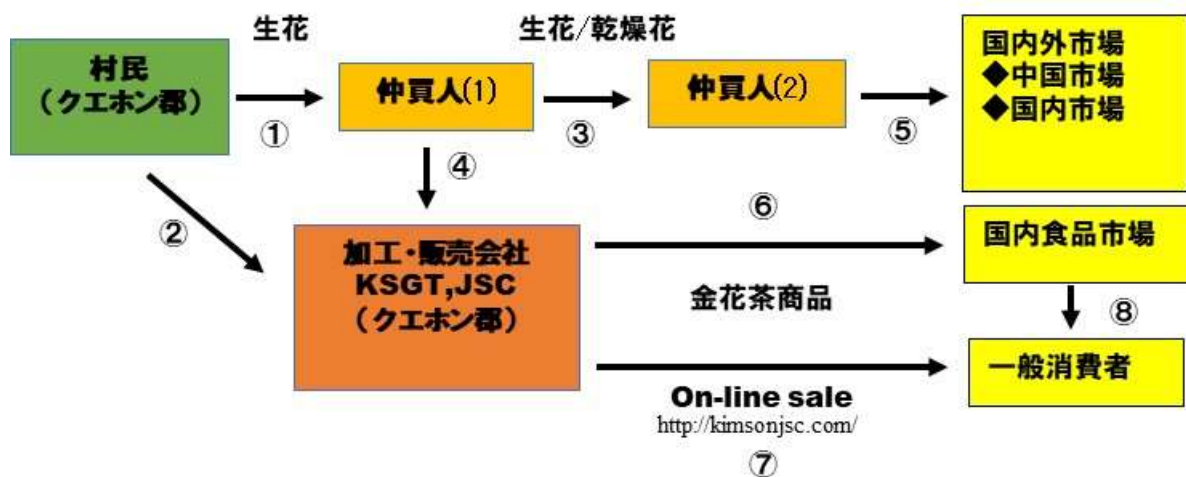 生花
生花/乾燥花
村民
(クエホン郡)
仲買人(1)
仲買人(2)
国内外市場
◆中国市場
◆国内市場
①
③
⑤
④
②
⑥
加工・販売会社
KSGT,JSC
(クエホン郡)
国内食品市場
金花茶商品
⑧
一般消費者
On-line sale
http://kimsonjsc.com/
⑦